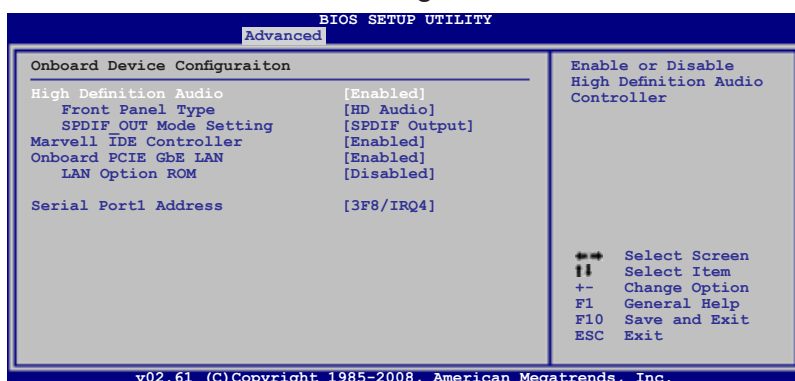 BIOS SETUP UTILITY
Advanced
Onboard Device Configuraiton
High Definition Audio [Enabled]
Front Panel Type [HD Audio]
SPDIF_OUT Mode Setting [SPDIF Output]
Marvell IDE Controller [Enabled]
Onboard PCIE GbE LAN [Enabled]
LAN Option ROM [Disabled]
Serial Port1 Address [3F8/IRQ4]
Enable or Disable
High Definition Audio
Controller
←→ Select Screen
↑↓ Select Item
+- Change Option
F1 General Help
F10 Save and Exit
ESC Exit
v02.61 (C)Copyright 1985-2008, American Megatrends, Inc.